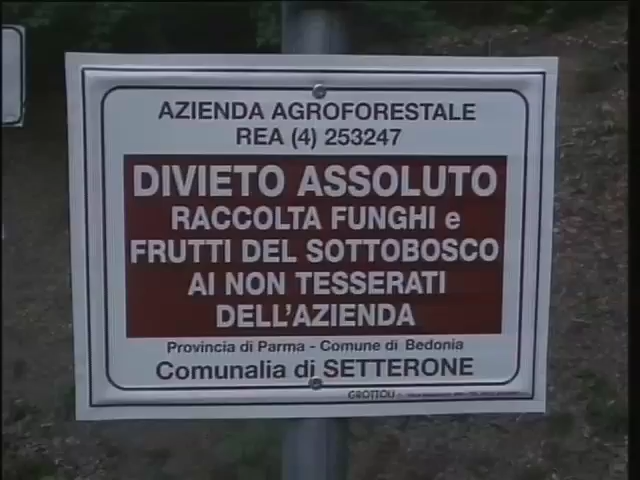 AZIENDA AGROFORESTALE
REA (4) 253247
DIVIETO ASSOLUTO
RACCOLTA FUNGHI e
FRUTTI DEL SOTTOBOSCO
AI NON TESSERATI
DELL'AZIENDA
Provincia di Parma - Comune di Bedonia
Comunalia di SETTERONE
GROTTOLI